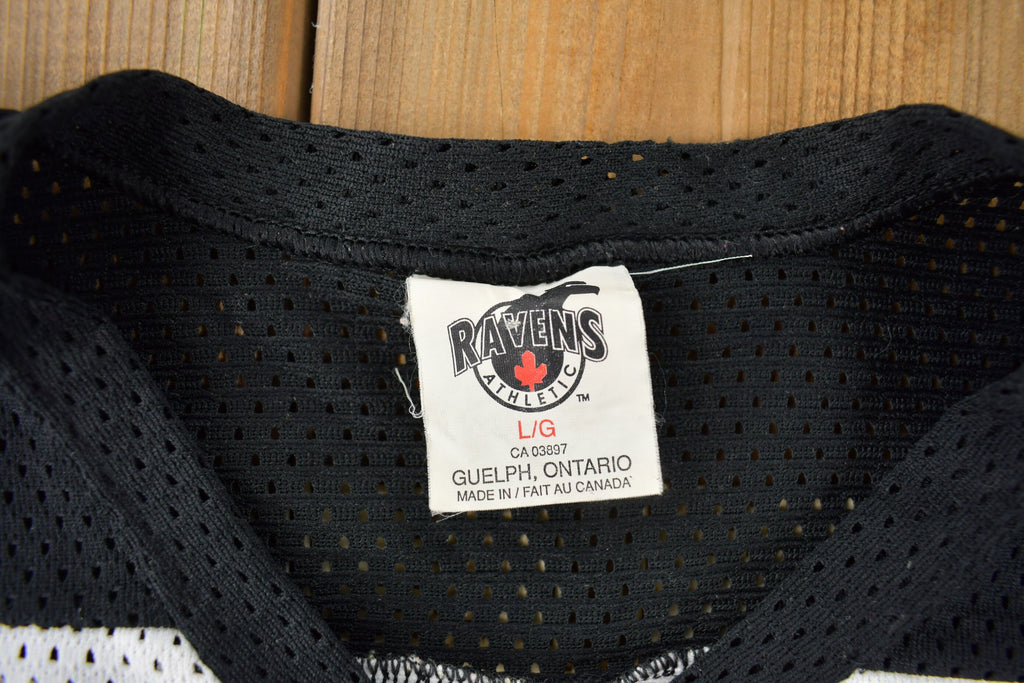 RAVENS
ATHLETIC
TM
L/G
CA 03897
GUELPH, ONTARIO
MADE IN / FAIT AU CANADA